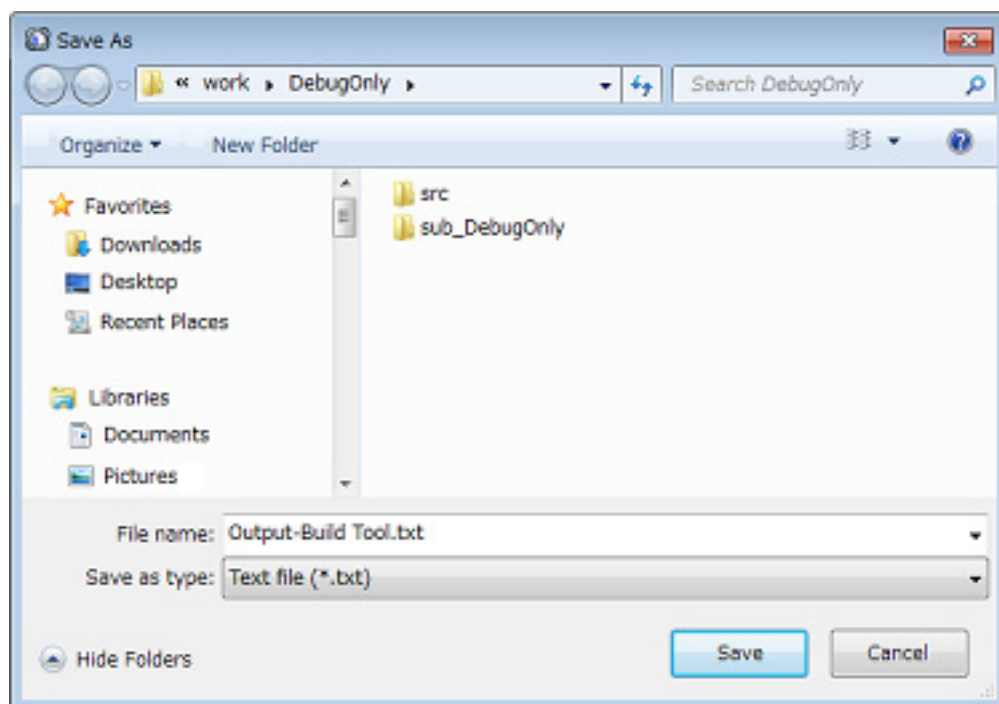 Save As
« work ▸ DebugOnly ▸
Search DebugOnly
Organize ▾ New Folder
Favorites
Downloads
Desktop
Recent Places
Libraries
Documents
Pictures
src
sub_DebugOnly
File name: Output-Build Tool.txt
Save as type: Text file (*.txt)
Hide Folders
Save
Cancel